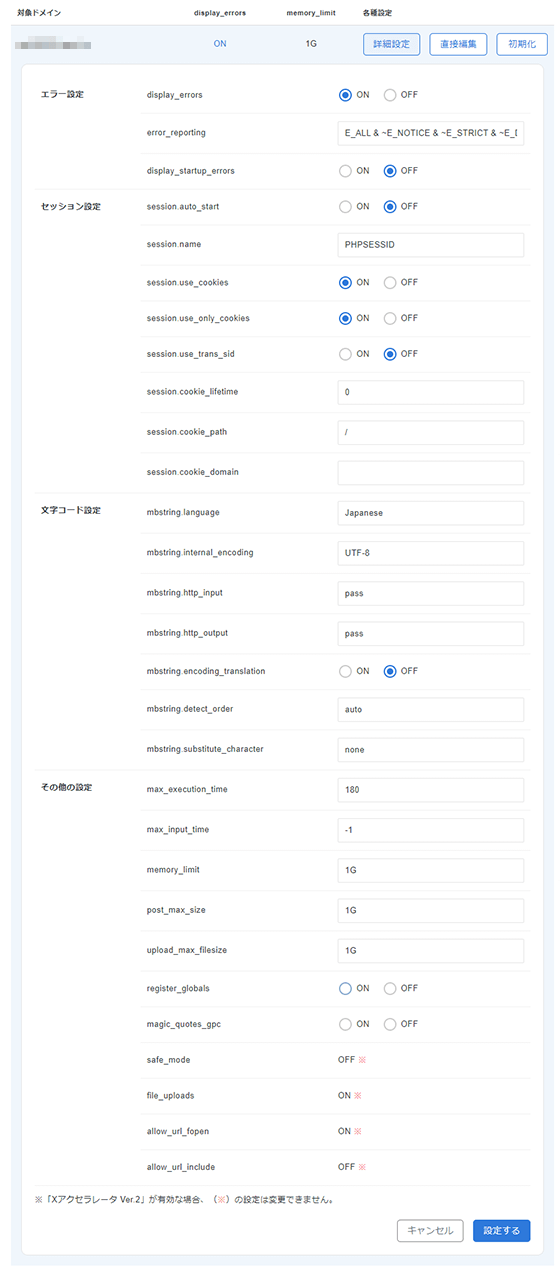 対象ドメイン display_errors memory_limit 各種設定
ON 1G 詳細設定 直接編集 初期化
エラー設定 display_errors ON OFF
error_reporting E_ALL & ~E_NOTICE & ~E_STRICT & ~E_D
display_startup_errors ON OFF
セッション設定 session.auto_start ON OFF
session.name PHPSESSID
session.use_cookies ON OFF
session.use_only_cookies ON OFF
session.use_trans_sid ON OFF
session.cookie_lifetime 0
session.cookie_path /
session.cookie_domain
文字コード設定 mbstring.language Japanese
mbstring.internal_encoding UTF-8
mbstring.http_input pass
mbstring.http_output pass
mbstring.encoding_translation ON OFF
mbstring.detect_order auto
mbstring.substitute_character none
その他の設定 max_execution_time 180
max_input_time -1
memory_limit 1G
post_max_size 1G
upload_max_filesize 1G
register_globals ON OFF
magic_quotes_gpc ON OFF
safe_mode OFF ※
file_uploads ON ※
allow_url_fopen ON ※
allow_url_include OFF ※
※「Xアクセラレータ Ver.2」が有効な場合、（※）の設定は変更できません。
キャンセル 設定する